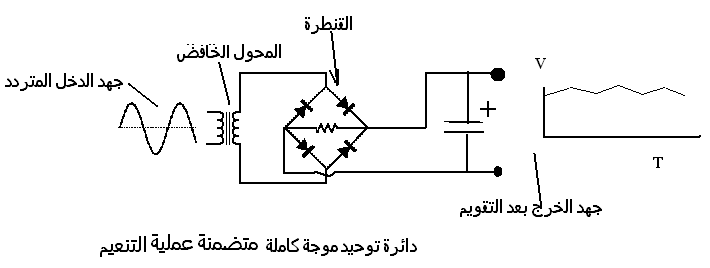 القنطرة
المحول الخافض
جهد الدخل المتردد
V
+
T
جهد الخرج بعد التقويم
دائرة توحيد موجة كاملة متضمنة عملية التنعيم